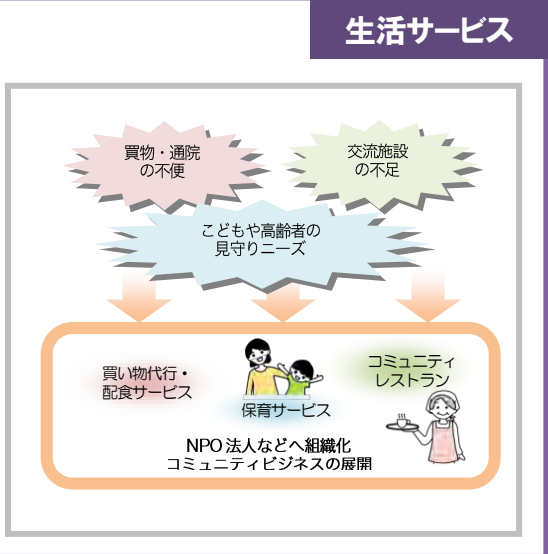 生活サービス
買物・通院
の不便
交流施設
の不足
こどもや高齢者の
見守りニーズ
買い物代行・
配食サービス
保育サービス
コミュニティ
レストラン
NPO法人などへ組織化
コミュニティビジネスの展開